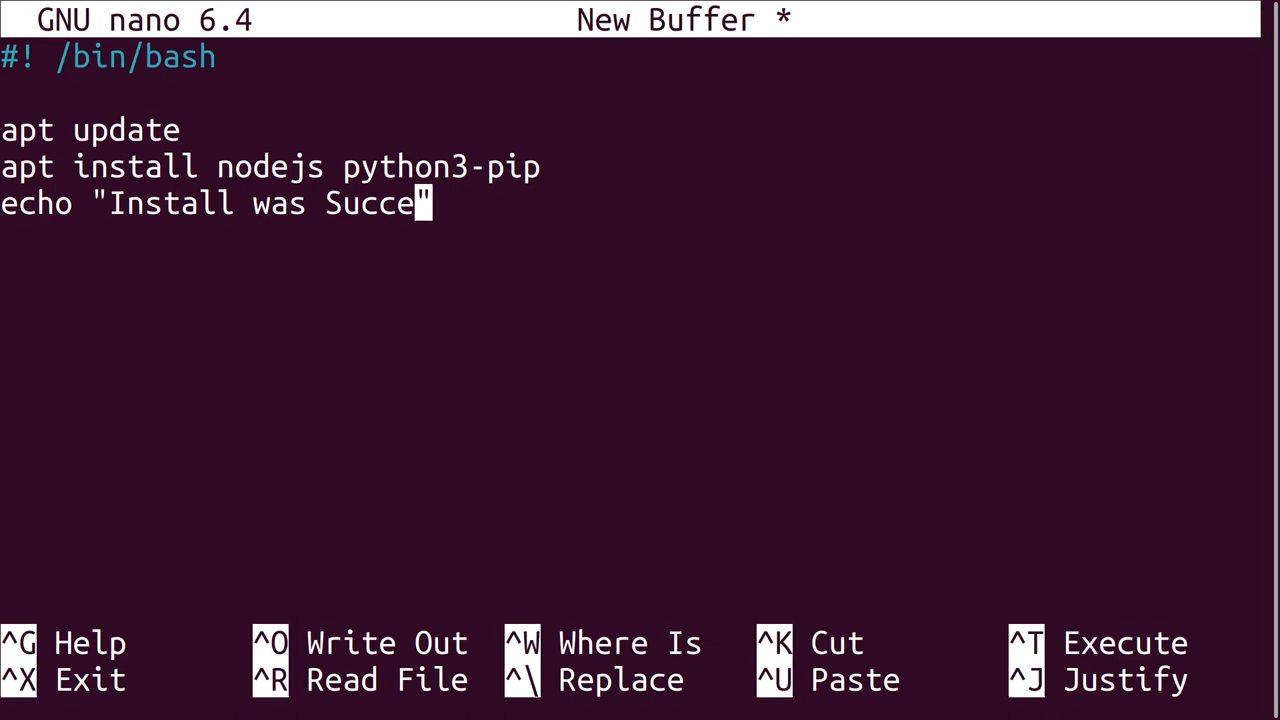 GNU nano 6.4 New Buffer *
#! /bin/bash
apt update
apt install nodejs python3-pip
echo "Install was Succe"
^G Help ^O Write Out ^W Where Is ^K Cut ^T Execute
^X Exit ^R Read File ^\ Replace ^U Paste ^J Justify